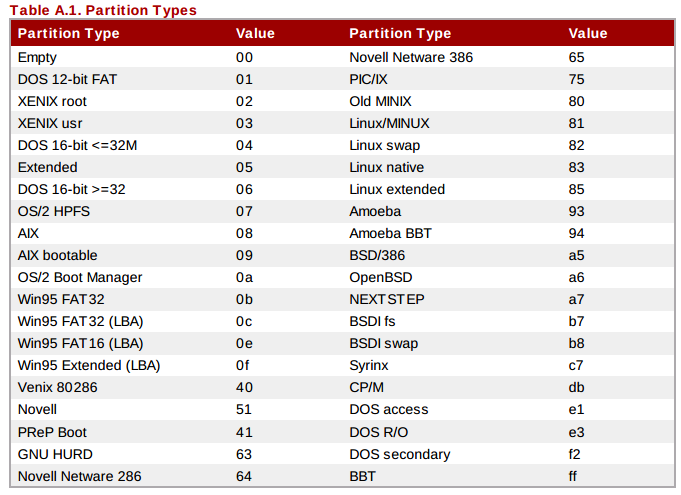 Table A.1. Partition Types
Partition Type Value Partition Type Value
Empty 00 Novell Netware 386 65
DOS 12-bit FAT 01 PIC/IX 75
XENIX root 02 Old MINIX 80
XENIX usr 03 Linux/MINUX 81
DOS 16-bit <=32M 04 Linux swap 82
Extended 05 Linux native 83
DOS 16-bit >=32 06 Linux extended 85
OS/2 HPFS 07 Amoeba 93
AIX 08 Amoeba BBT 94
AIX bootable 09 BSD/386 a5
OS/2 Boot Manager 0a OpenBSD a6
Win95 FAT32 0b NEXTSTEP a7
Win95 FAT32 (LBA) 0c BSDI fs b7
Win95 FAT16 (LBA) 0e BSDI swap b8
Win95 Extended (LBA) 0f Syrinx c7
Venix 80286 40 CP/M db
Novell 51 DOS access e1
PReP Boot 41 DOS R/O e3
GNU HURD 63 DOS secondary f2
Novell Netware 286 64 BBT ff